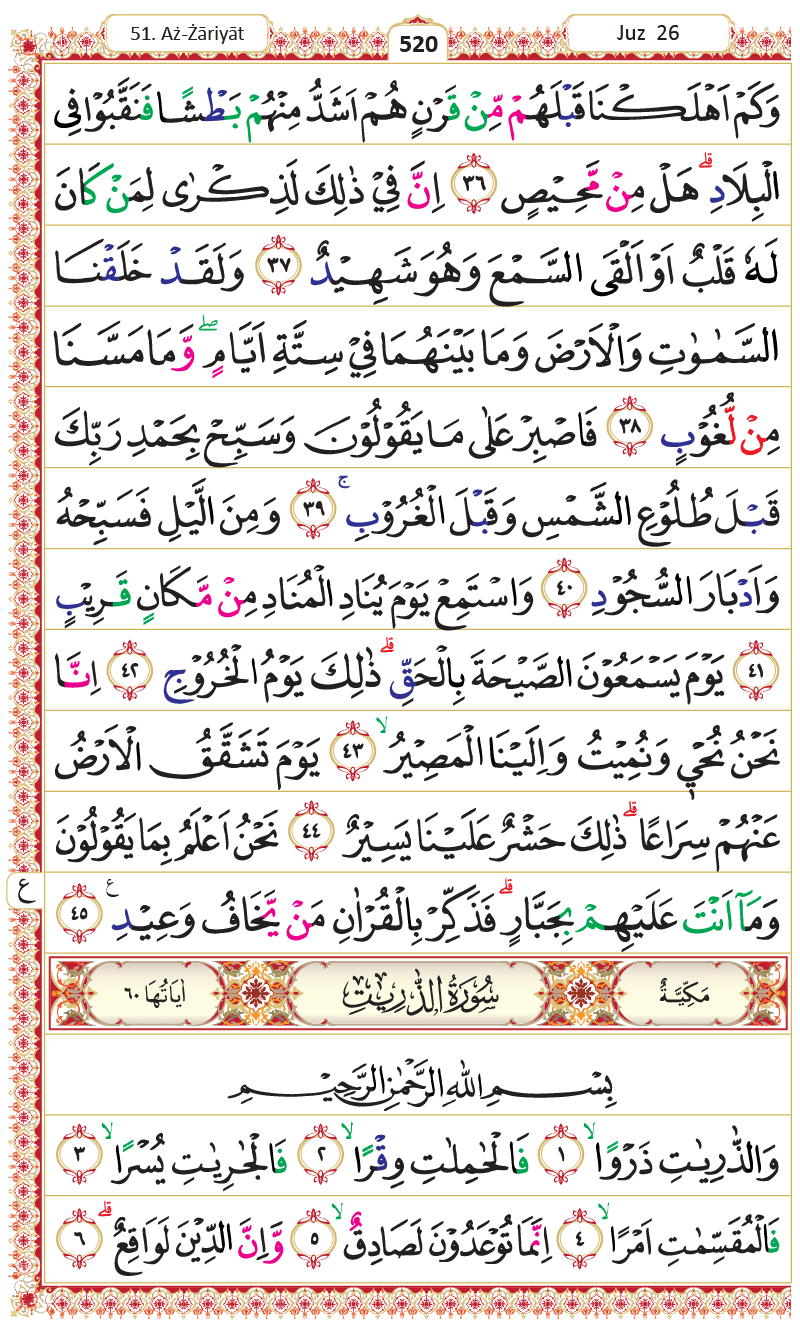 51. Aż-Żāriyāt
520
Juz 26
وَكَمْ اَهْلَكْنَا قَبْلَهُمْ مِّنْ قَرْنٍ هُمْ اَشَدُّ مِنْهُمْ بَطْشًا فَنَقَّبُوْا فِى
الْبِلَادِۗ هَلْ مِنْ مَّحِيْصٍ ٣٦ اِنَّ فِيْ ذٰلِكَ لَذِكْرٰى لِمَنْ كَانَ
لَهٗ قَلْبٌ اَوْ اَلْقَى السَّمْعَ وَهُوَ شَهِيْدٌ ٣٧ وَلَقَدْ خَلَقْنَا
السَّمٰوٰتِ وَالْاَرْضَ وَمَا بَيْنَهُمَا فِيْ سِتَّةِ اَيَّامٍۖ وَّمَا مَسَّنَا
مِنْ لُّغُوْبٍ ٣٨ فَاصْبِرْ عَلٰى مَا يَقُوْلُوْنَ وَسَبِّحْ بِحَمْدِ رَبِّكَ
قَبْلَ طُلُوْعِ الشَّمْسِ وَقَبْلَ الْغُرُوْبِۚ ٣٩ وَمِنَ الَّيْلِ فَسَبِّحْهُ
وَاَدْبَارَ السُّجُوْدِ ٤٠ وَاسْتَمِعْ يَوْمَ يُنَادِ الْمُنَادِ مِنْ مَّكَانٍ قَرِيْبٍ
٤١ يَوْمَ يَسْمَعُوْنَ الصَّيْحَةَ بِالْحَقِّۗ ذٰلِكَ يَوْمُ الْخُرُوْجِ ٤٢ اِنَّا
نَحْنُ نُحْيٖ وَنُمِيْتُ وَاِلَيْنَا الْمَصِيْرُۙ ٤٣ يَوْمَ تَشَقَّقُ الْاَرْضُ
عَنْهُمْ سِرَاعًاۗ ذٰلِكَ حَشْرٌ عَلَيْنَا يَسِيْرٌ ٤٤ نَحْنُ اَعْلَمُ بِمَا يَقُوْلُوْنَ
وَمَآ اَنْتَ عَلَيْهِمْ بِجَبَّارٍۗ فَذَكِّرْ بِالْقُرْاٰنِ مَنْ يَّخَافُ وَعِيْدِ ࣖ ٤٥
ع
مَكِّيَّةٌ سُوْرَةُ الذّٰرِيٰتِ اٰيَاتُهَا ٦٠
بِسْمِ اللّٰهِ الرَّحْمٰنِ الرَّحِيْمِ
وَالذّٰرِيٰتِ ذَرْوًاۙ ١ فَالْحٰمِلٰتِ وِقْرًاۙ ٢ فَالْجٰرِيٰتِ يُسْرًاۙ ٣
فَالْمُقَسِّمٰتِ اَمْرًاۙ ٤ اِنَّمَا تُوْعَدُوْنَ لَصَادِقٌۙ ٥ وَّاِنَّ الدِّيْنَ لَوَاقِعٌۗ ٦